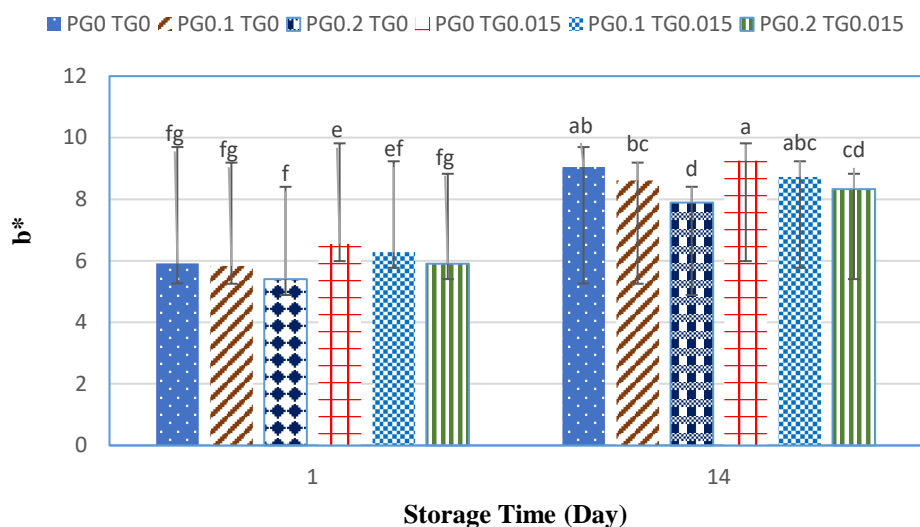 PG0 TG0 PG0.1 TG0 PG0.2 TG0 PG0 TG0.015 PG0.1 TG0.015 PG0.2 TG0.015
12
10
8
6
4
2
0
b*
fg fg f e ef fg ab bc d a abc cd
1 14
Storage Time (Day)